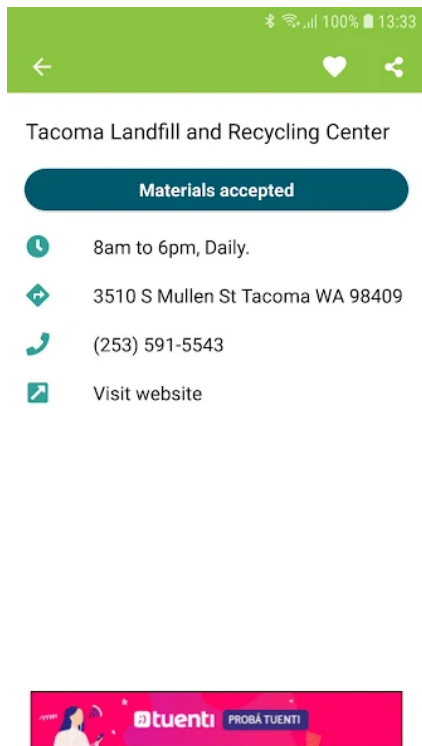 100% 13:33
Tacoma Landfill and Recycling Center
Materials accepted
8am to 6pm, Daily.
3510 S Mullen St Tacoma WA 98409
(253) 591-5543
Visit website
tuenti PROBÁ TUENTI